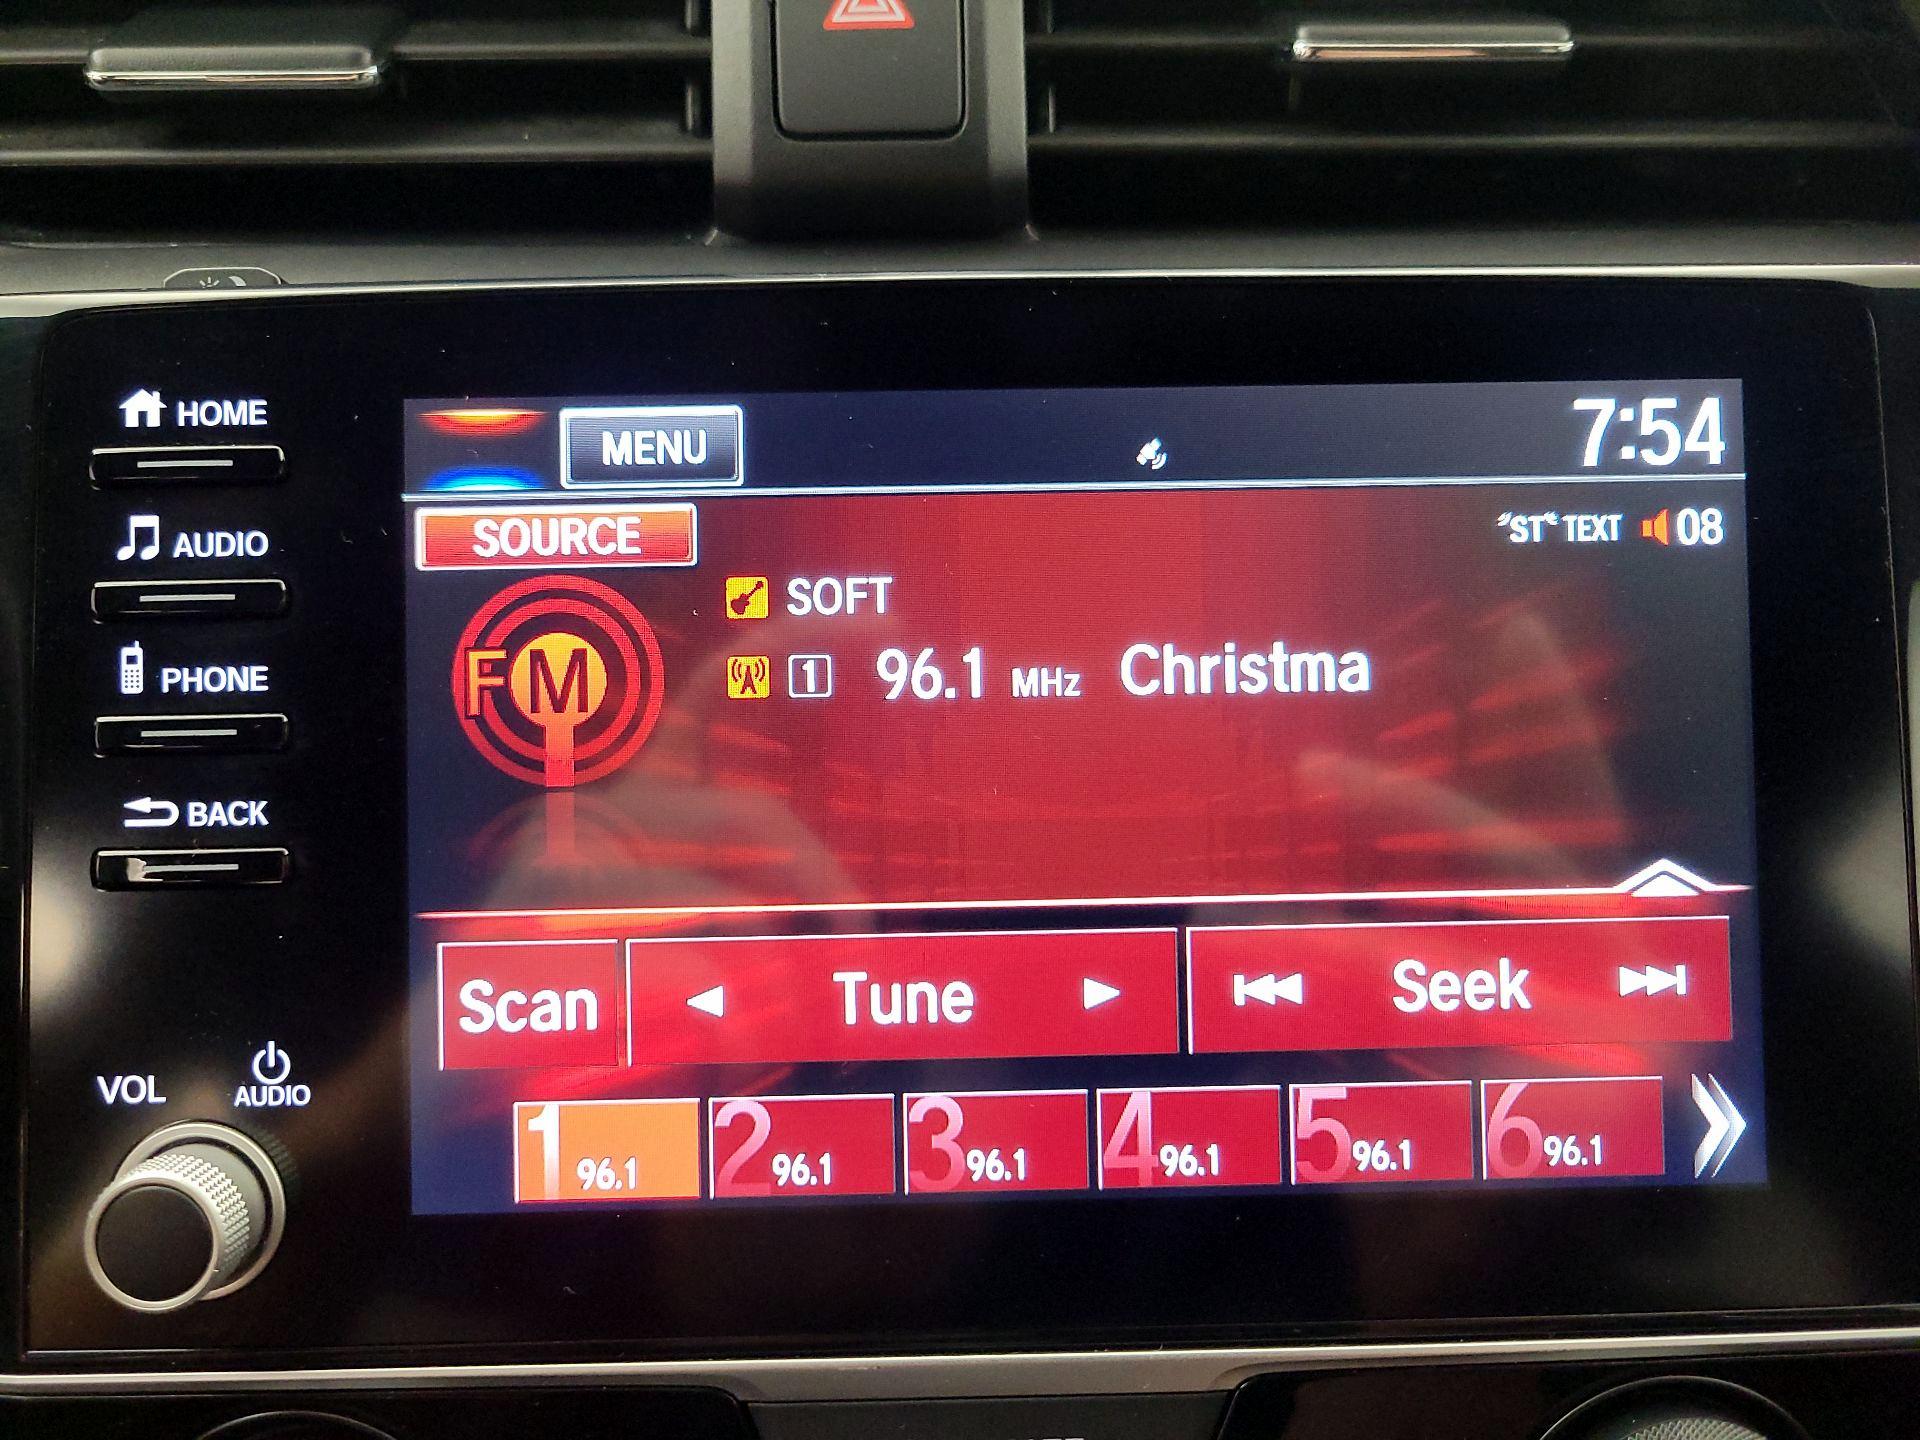 HOME
AUDIO
PHONE
BACK
VOL
AUDIO
MENU
7:54
SOURCE
"ST" TEXT 08
FM
SOFT
1 96.1 MHz Christma
Scan
Tune
Seek
1 96.1
2 96.1
3 96.1
4 96.1
5 96.1
6 96.1